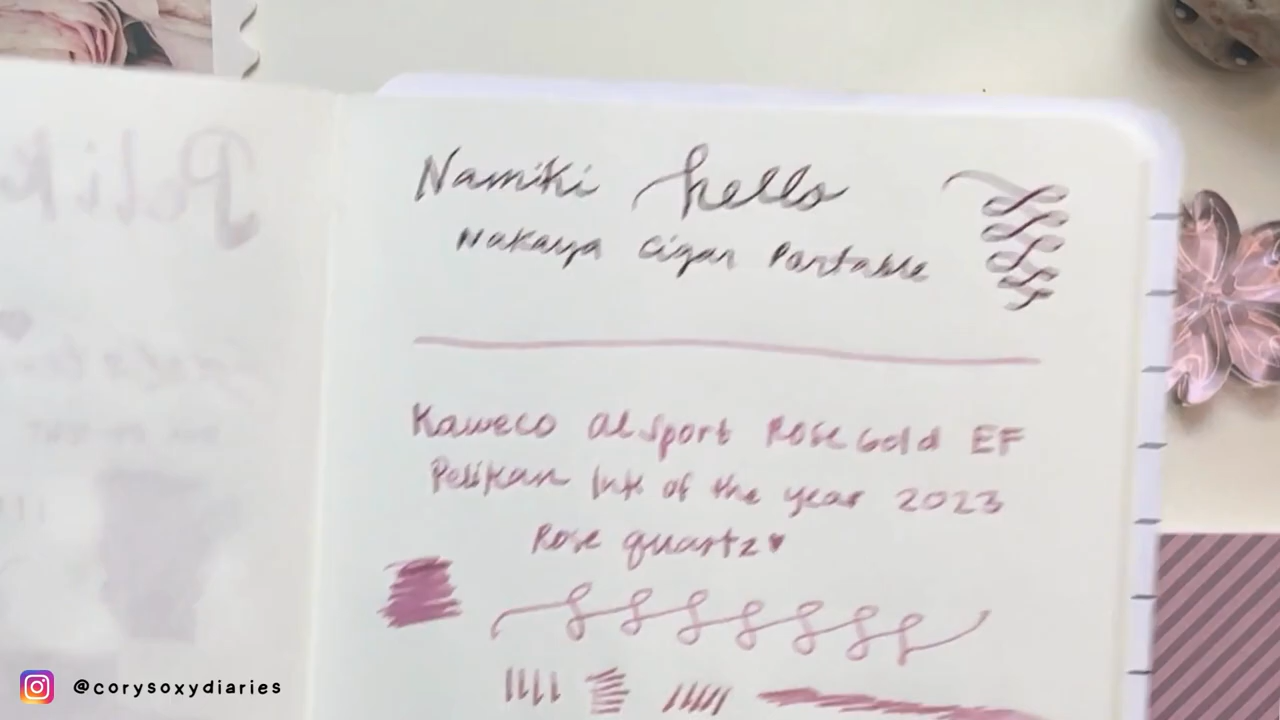 Namiki hello
Nakaya Cigar Portable
Kaweco al sport Rose Gold EF
Pelikan Ink of the year 2023
Rose quartz♥
@corysoxydiaries